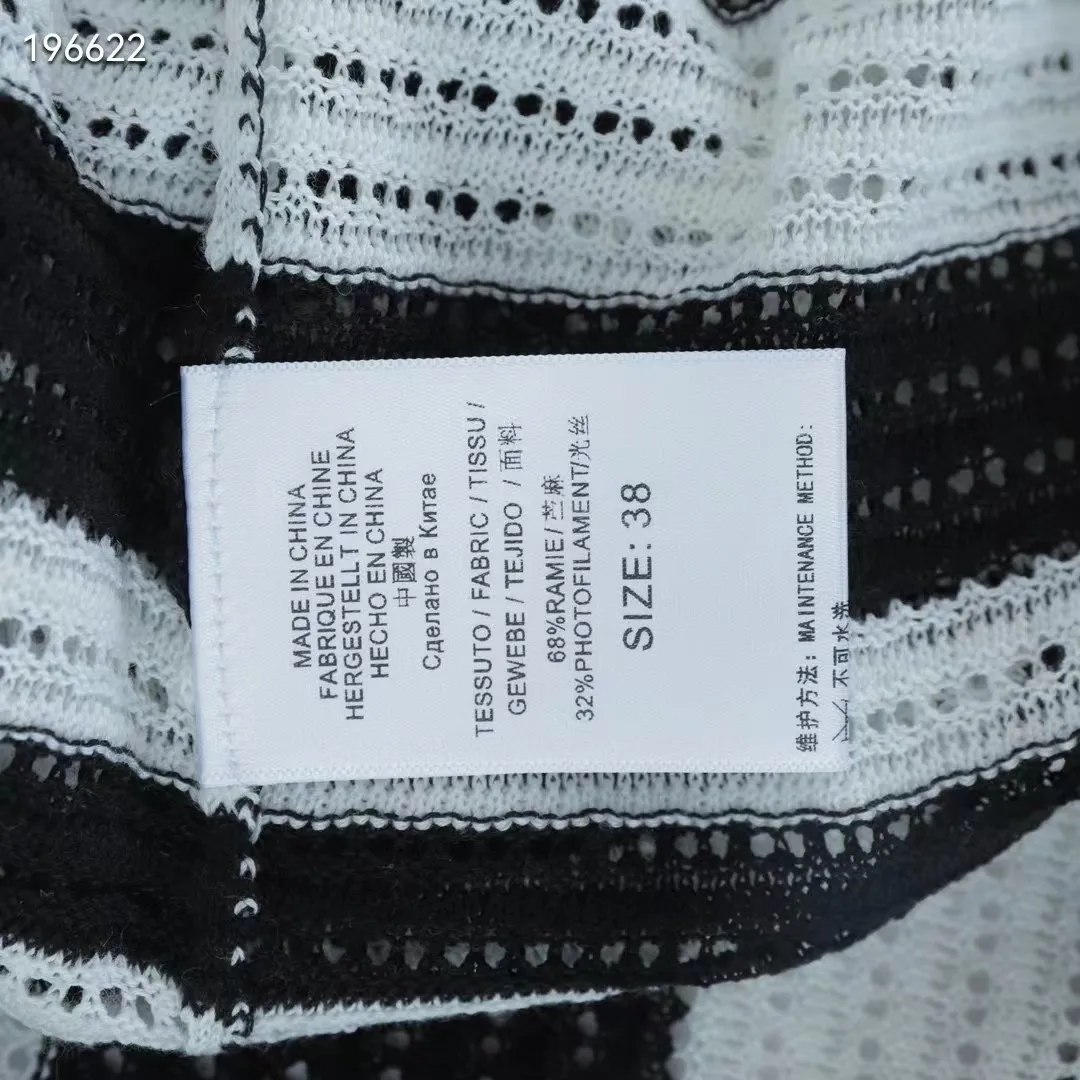 196622
MADE IN CHINA
FABRIQUE EN CHINE
HERGESTELLT IN CHINA
HECHO EN CHINA
中國製
Сделано в Китае
TESSUTO / FABRIC / TISSU /
GEWEBE / TEJIDO / 面料
68%RAMIE/苎麻
32%PHOTOFILAMENT/光丝
SIZE: 38
维护方法: MAINTENANCE METHOD:
不可水洗